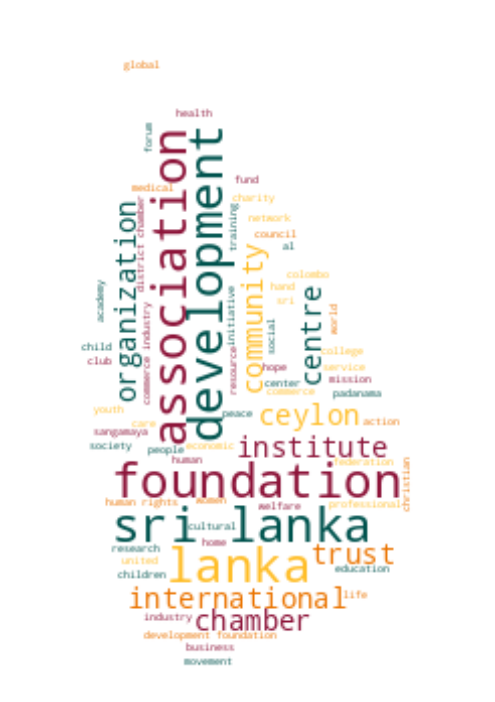 global
health
forum
association
development
medical
fund
charity
organization
district chamber
training
network
council
al
community
colombo
academy
initiative
hand
centre
sri
commerce industry
world
social
child
college
club
resource
hope
service
center
mission
commerce
padanama
youth
peace
ceylon
care
action
sangamaya
society
people
economic
institute
human
federation
christian
foundation
human rights
women
welfare
professional
sri lanka
cultural
home
research
trust
united
lanka
education
children
international
life
industry
chamber
development foundation
business
movement